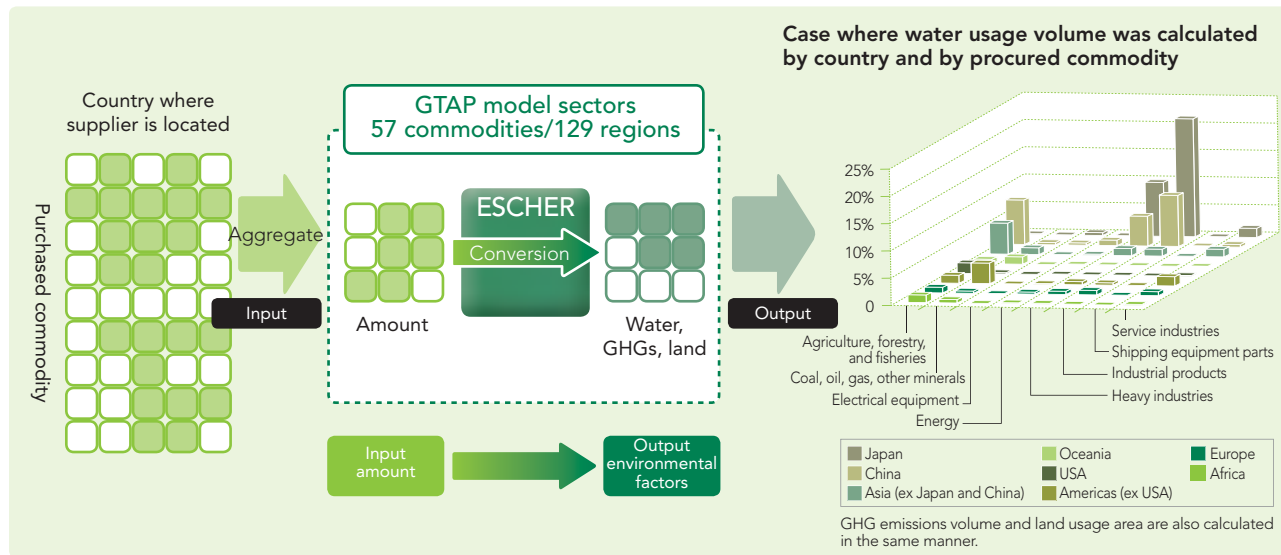 Country where
supplier is located
Purchased commodity
Aggregate
Input
GTAP model sectors
57 commodities/129 regions
ESCHER
Conversion
Amount
Water,
GHGs, land
Output
Input
amount
Output
environmental
factors
Case where water usage volume was calculated
by country and by procured commodity
25%
20%
15%
10%
5%
0
Agriculture, forestry,
and fisheries
Coal, oil, gas, other minerals
Electrical equipment
Energy
Service industries
Shipping equipment parts
Industrial products
Heavy industries
Japan
China
Asia (ex Japan and China)
Oceania
USA
Americas (ex USA)
Europe
Africa
GHG emissions volume and land usage area are also calculated
in the same manner.